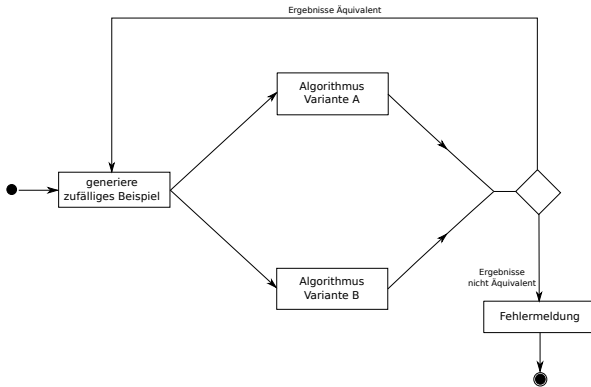 Ergebnisse Äquivalent
Algorithmus
Variante A
generiere
zufälliges Beispiel
Algorithmus
Variante B
Ergebnisse
nicht Äquivalent
Fehlermeldung